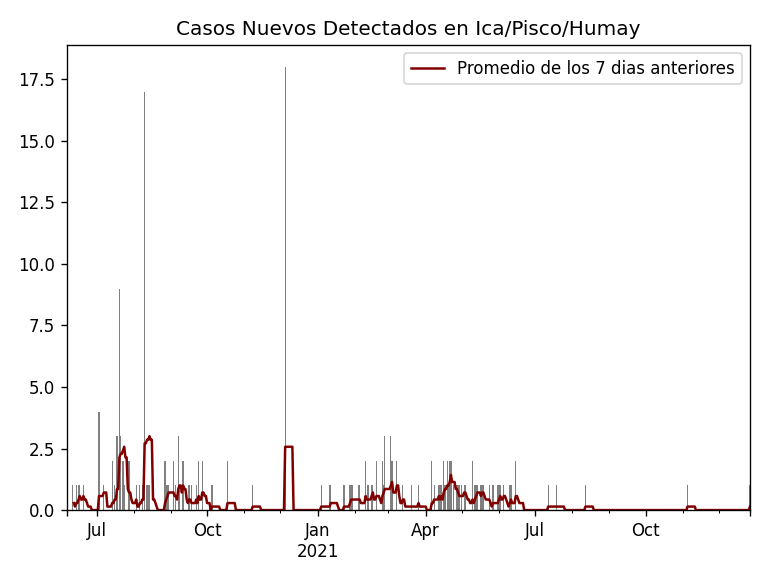 Casos Nuevos Detectados en Ica/Pisco/Humay
Promedio de los 7 dias anteriores
17.5
15.0
12.5
10.0
7.5
5.0
2.5
0.0
Jul
Oct
Jan
2021
Apr
Jul
Oct